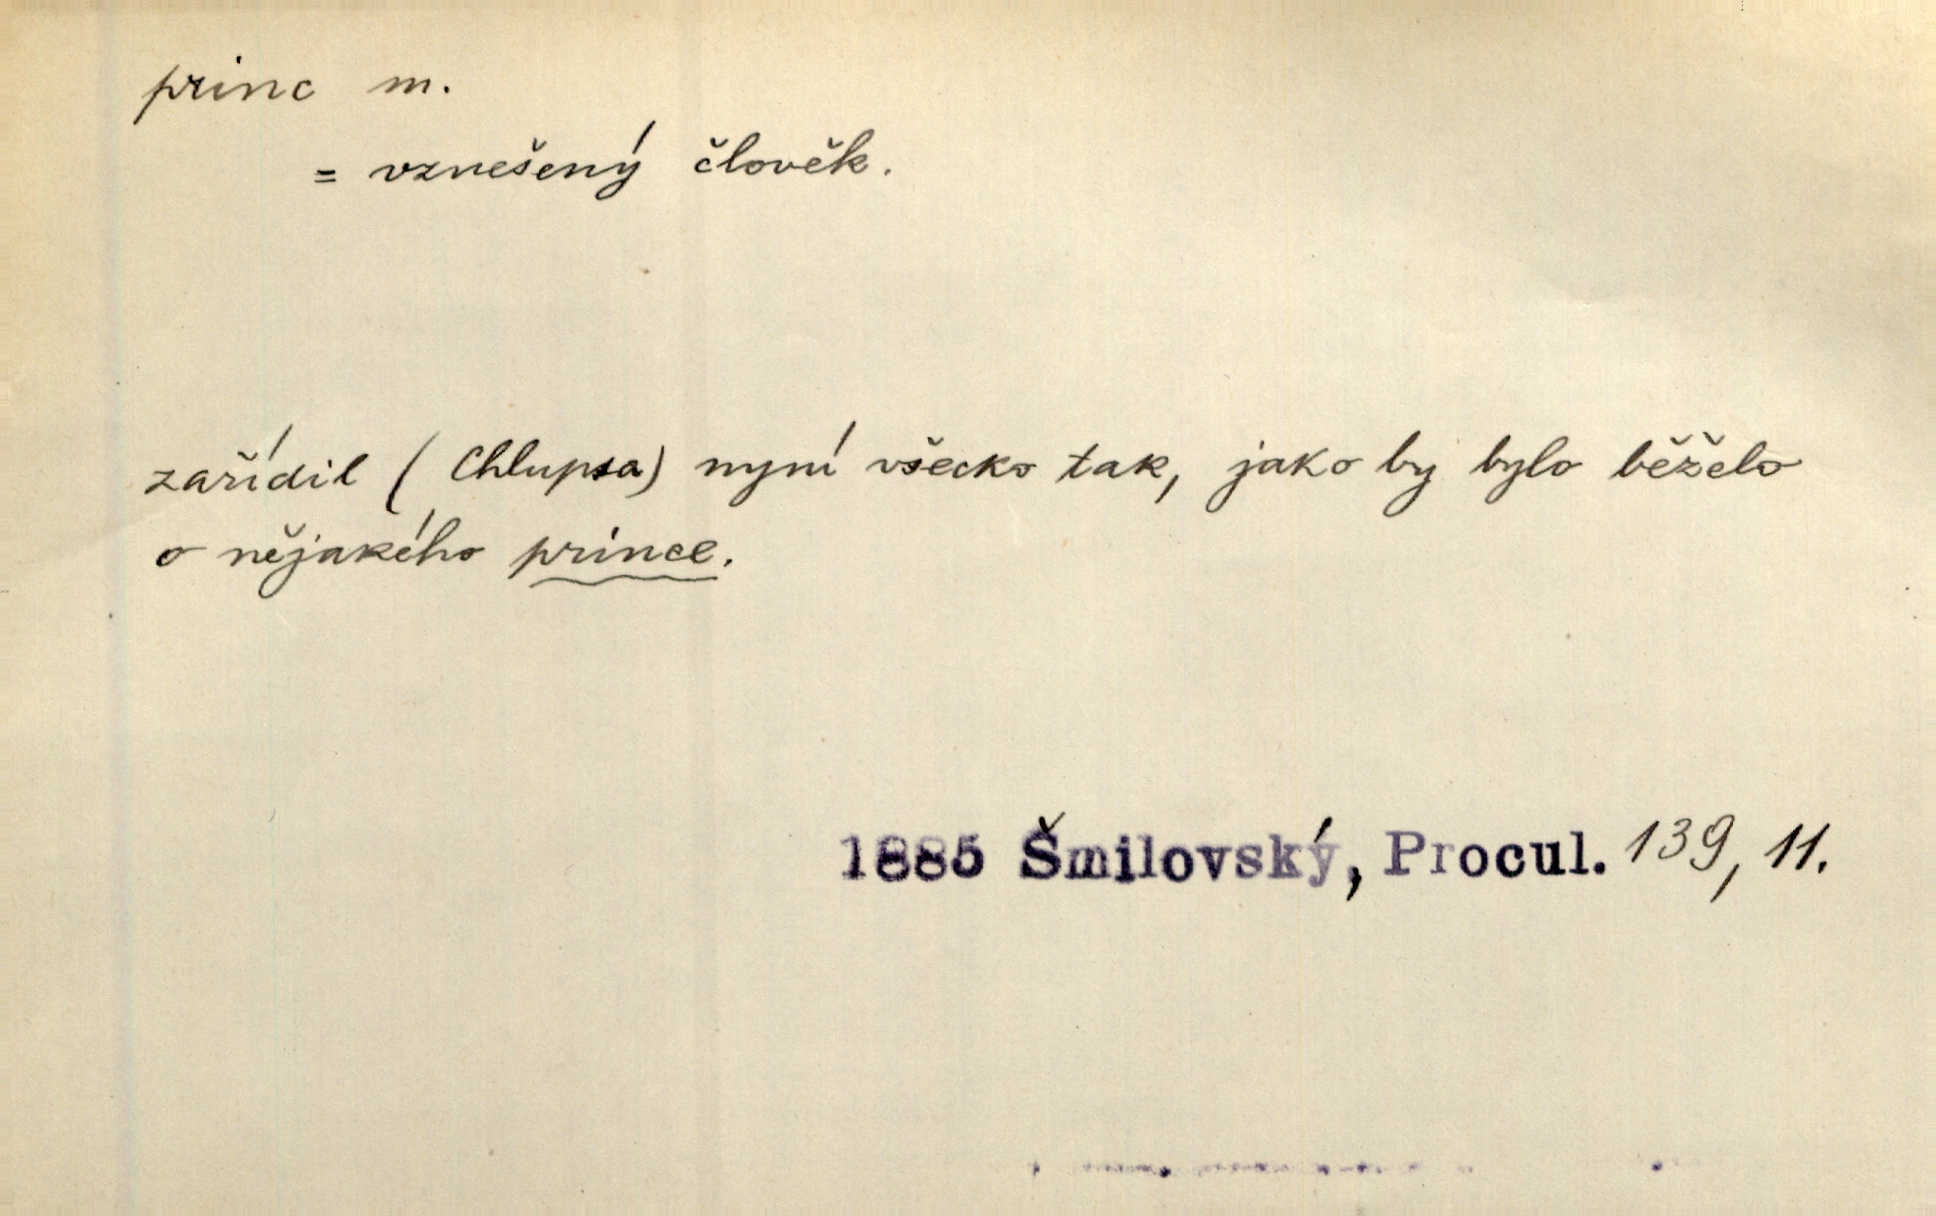 princ m.
= vznešený člověk.
zařídil (Chlupsa) nyní všecko tak, jako by bylo běželo
o nějakého prince.
1885 Šmilovský, Procul. 139, 11.